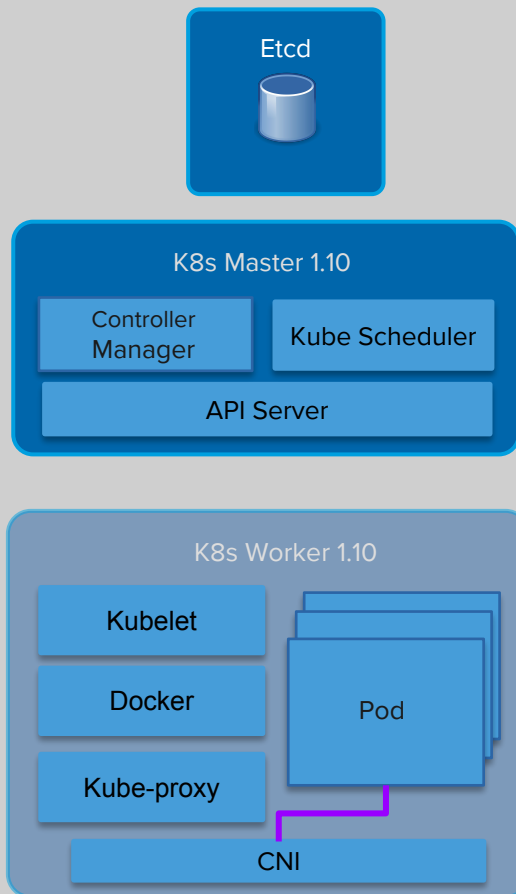 Etcd
K8s Master 1.10
Controller
Manager
Kube Scheduler
API Server
K8s Worker 1.10
Kubelet
Docker
Kube-proxy
Pod
CNI